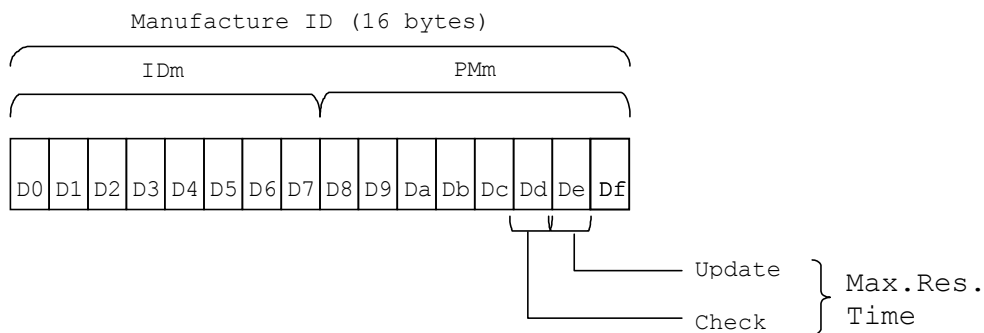 Manufacture ID (16 bytes)
IDm PMm
D0 D1 D2 D3 D4 D5 D6 D7 D8 D9 Da Db Dc Dd De Df
Update
Check
Max.Res.
Time